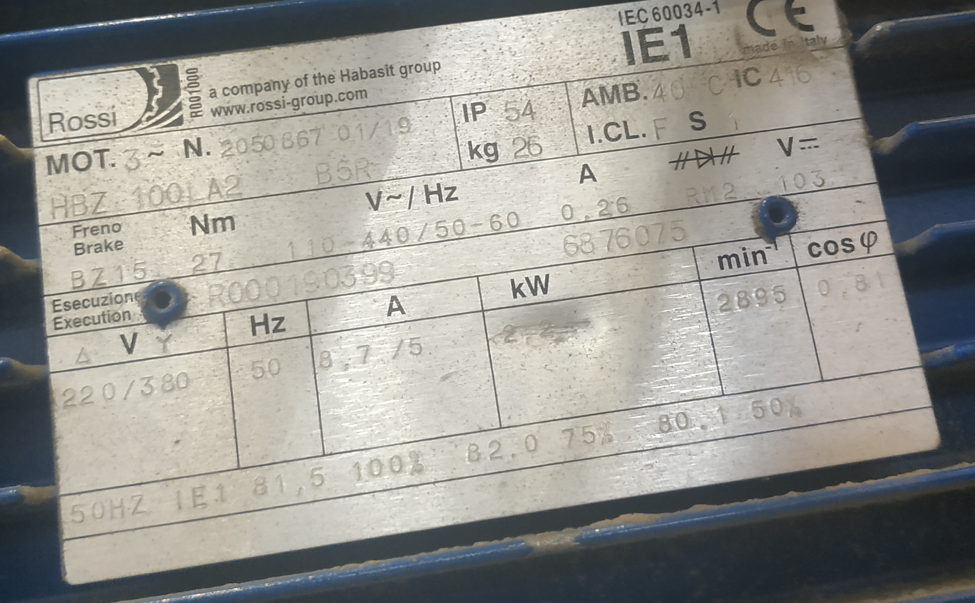 IEC 60034-1 CE
IE1 made in Italy
Rossi R001000 a company of the Habasit group
www.rossi-group.com
IP 54 AMB. 40 °C IC 416
MOT. 3~ N. 2050867 01/19 kg 26 I.CL. F S 1
HBZ 100LA2 B5R
Freno Brake Nm V~/Hz A V
BZ15 27 110-440/50-60 0.26 RM2 103
Esecuzione Execution R000190399 6876075
Δ V Y Hz A kW min-1 cosφ
220/380 50 8.7 /5 2.2 2895 0.81
50HZ IE1 81,5 100% 82.0 75% 80.1 50%